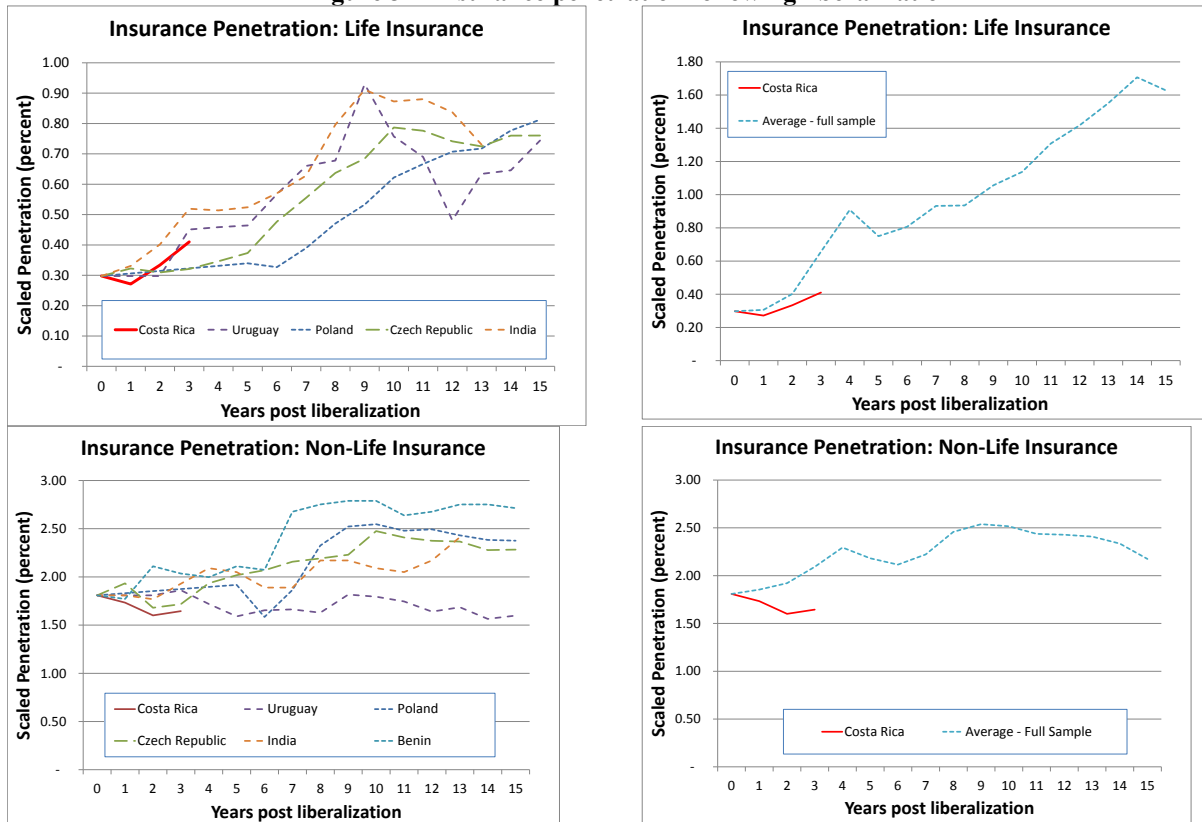 Insurance Penetration: Life Insurance
Scaled Penetration (percent)
1.00
0.90
0.80
0.70
0.60
0.50
0.40
0.30
0.20
0.10
-
Costa Rica Uruguay Poland Czech Republic India
0 1 2 3 4 5 6 7 8 9 10 11 12 13 14 15
Years post liberalization
Insurance Penetration: Life Insurance
Scaled Penetration (percent)
1.80
1.60
1.40
1.20
1.00
0.80
0.60
0.40
0.20
-
Costa Rica
Average - full sample
0 1 2 3 4 5 6 7 8 9 10 11 12 13 14 15
Years post liberalization
Insurance Penetration: Non-Life Insurance
Scaled Penetration (percent)
3.00
2.50
2.00
1.50
1.00
0.50
-
Costa Rica Uruguay Poland
Czech Republic India Benin
0 1 2 3 4 5 6 7 8 9 10 11 12 13 14 15
Years post liberalization
Insurance Penetration: Non-Life Insurance
Scaled Penetration (percent)
3.00
2.50
2.00
1.50
1.00
0.50
-
Costa Rica Average - Full Sample
0 1 2 3 4 5 6 7 8 9 10 11 12 13 14 15
Years post liberalization